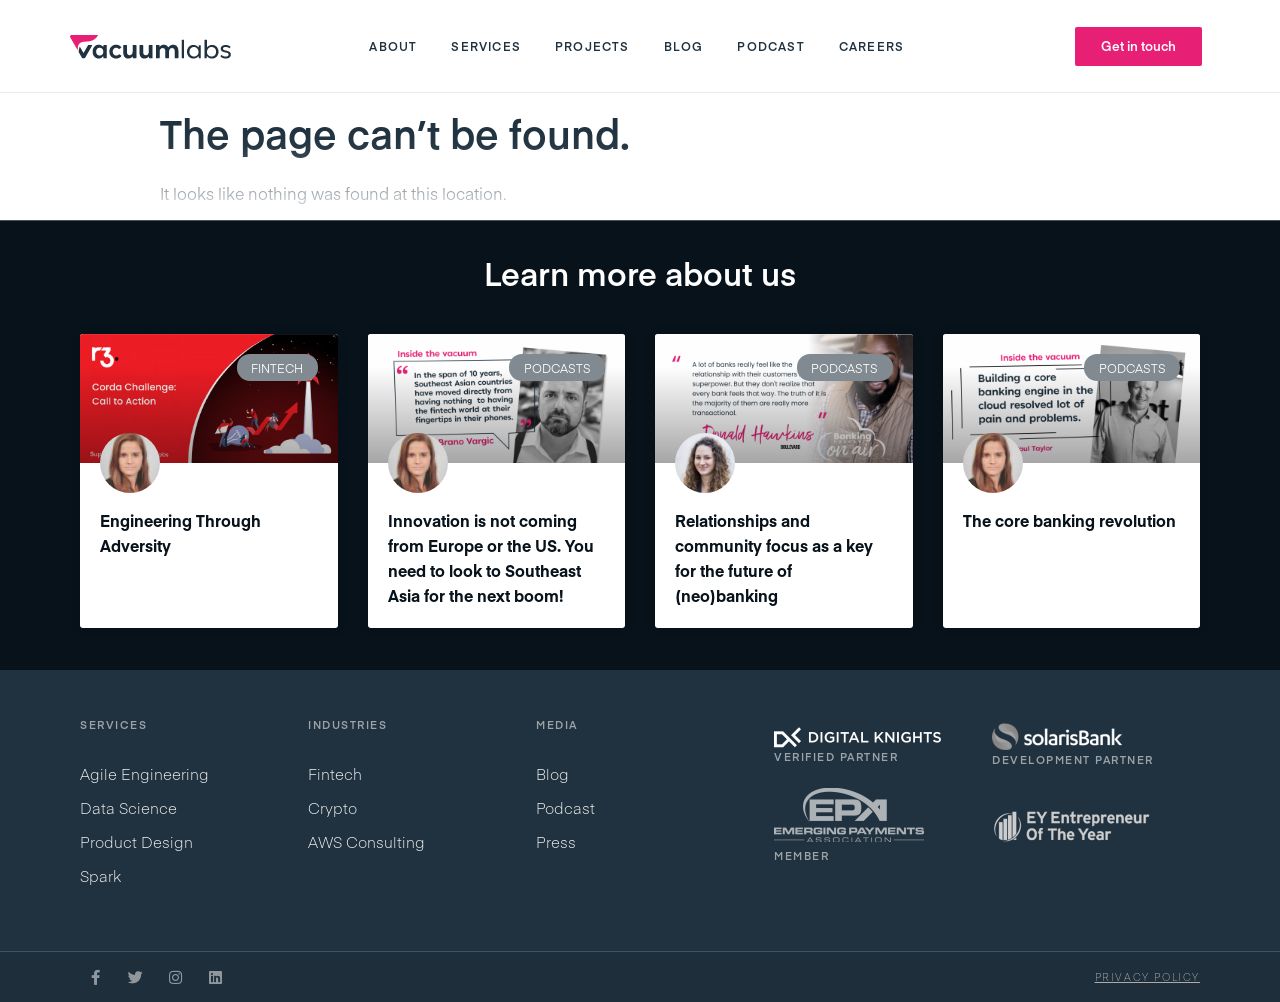 vacuumlabs
ABOUT SERVICES PROJECTS BLOG PODCAST CAREERS
Get in touch
The page can’t be found.
It looks like nothing was found at this location.
Learn more about us
r3.
FINTECH
Corda Challenge:
Call to Action
Engineering Through
Adversity
Inside the vacuum
PODCASTS
In the span of 10 years,
Southeast Asian countries
have moved directly from
having nothing to having
the fintech world at their
fingertips in their phones.
Brano Vargic
Innovation is not coming
from Europe or the US. You
need to look to Southeast
Asia for the next boom!
PODCASTS
A lot of banks really feel like the
relationship with their customers
superpower. But they don't realize that
every bank feels that way. The truth of it is
the majority of them are really more
transactional.
Donald Hawkins
Banking
on air
Relationships and
community focus as a key
for the future of
(neo)banking
Inside the vacuum
PODCASTS
Building a core
banking engine in the
cloud resolved lot of
pain and problems.
Paul Taylor
The core banking revolution
SERVICES
Agile Engineering
Data Science
Product Design
Spark
INDUSTRIES
Fintech
Crypto
AWS Consulting
MEDIA
Blog
Podcast
Press
DIGITAL KNIGHTS
VERIFIED PARTNER
solarisBank
DEVELOPMENT PARTNER
EPA
EMERGING PAYMENTS
ASSOCIATION
MEMBER
EY Entrepreneur
Of The Year
PRIVACY POLICY